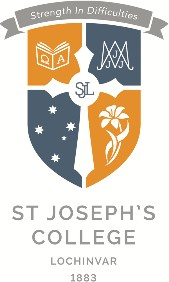 Strength In Difficulties
Q A
SJL
ST JOSEPH'S
COLLEGE
LOCHINVAR
1883